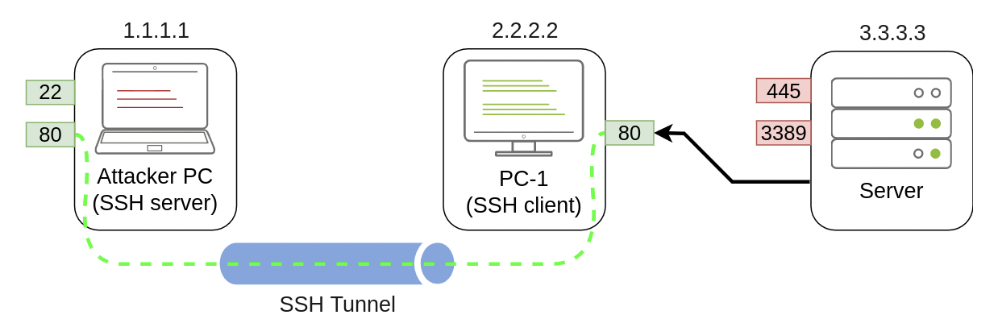 1.1.1.1
2.2.2.2
3.3.3.3
22
80
Attacker PC
(SSH server)
80
PC-1
(SSH client)
445
3389
Server
SSH Tunnel